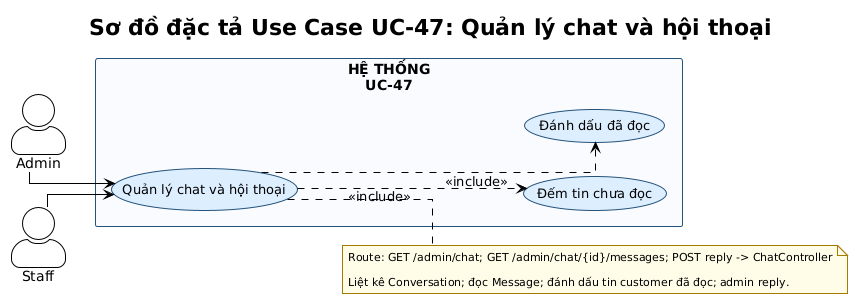 Sơ đồ đặc tả Use Case UC-47: Quản lý chat và hội thoại
HỆ THỐNG
UC-47
Admin
Staff
Quản lý chat và hội thoại
Đánh dấu đã đọc
Đếm tin chưa đọc
«include»
«include»
Route: GET /admin/chat; GET /admin/chat/{id}/messages; POST reply -> ChatController
Liệt kê Conversation; đọc Message; đánh dấu tin customer đã đọc; admin reply.